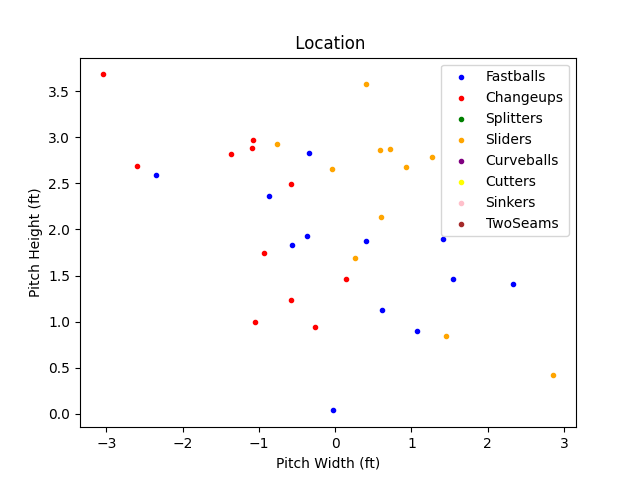 Location
Fastballs
Changeups
Splitters
Sliders
Curveballs
Cutters
Sinkers
TwoSeams
Pitch Height (ft)
3.5
3.0
2.5
2.0
1.5
1.0
0.5
0.0
−3 −2 −1 0 1 2 3
Pitch Width (ft)